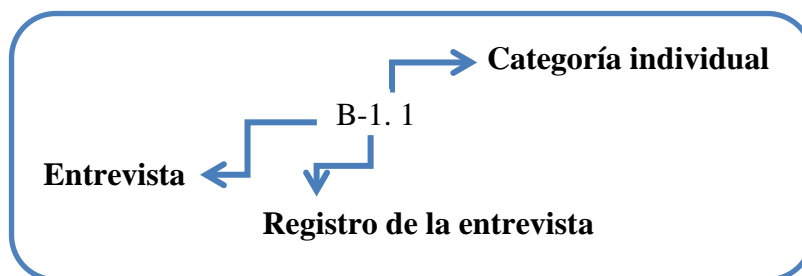 Categoría individual
B-1. 1
Entrevista
Registro de la entrevista